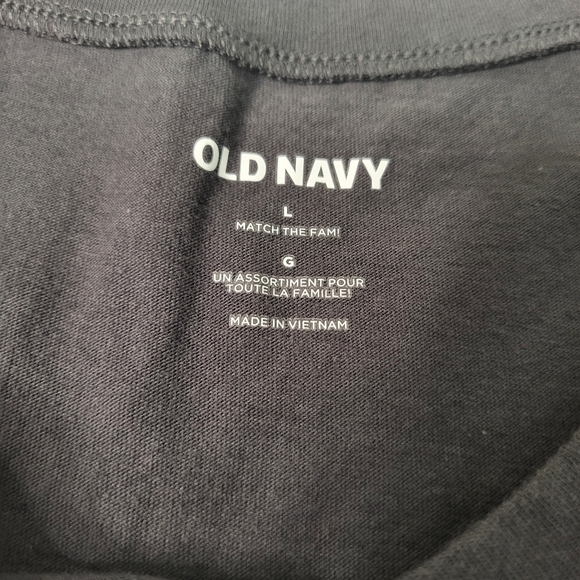 OLD NAVY
L
MATCH THE FAM!
G
UN ASSORTIMENT POUR
TOUTE LA FAMILLE!
MADE IN VIETNAM